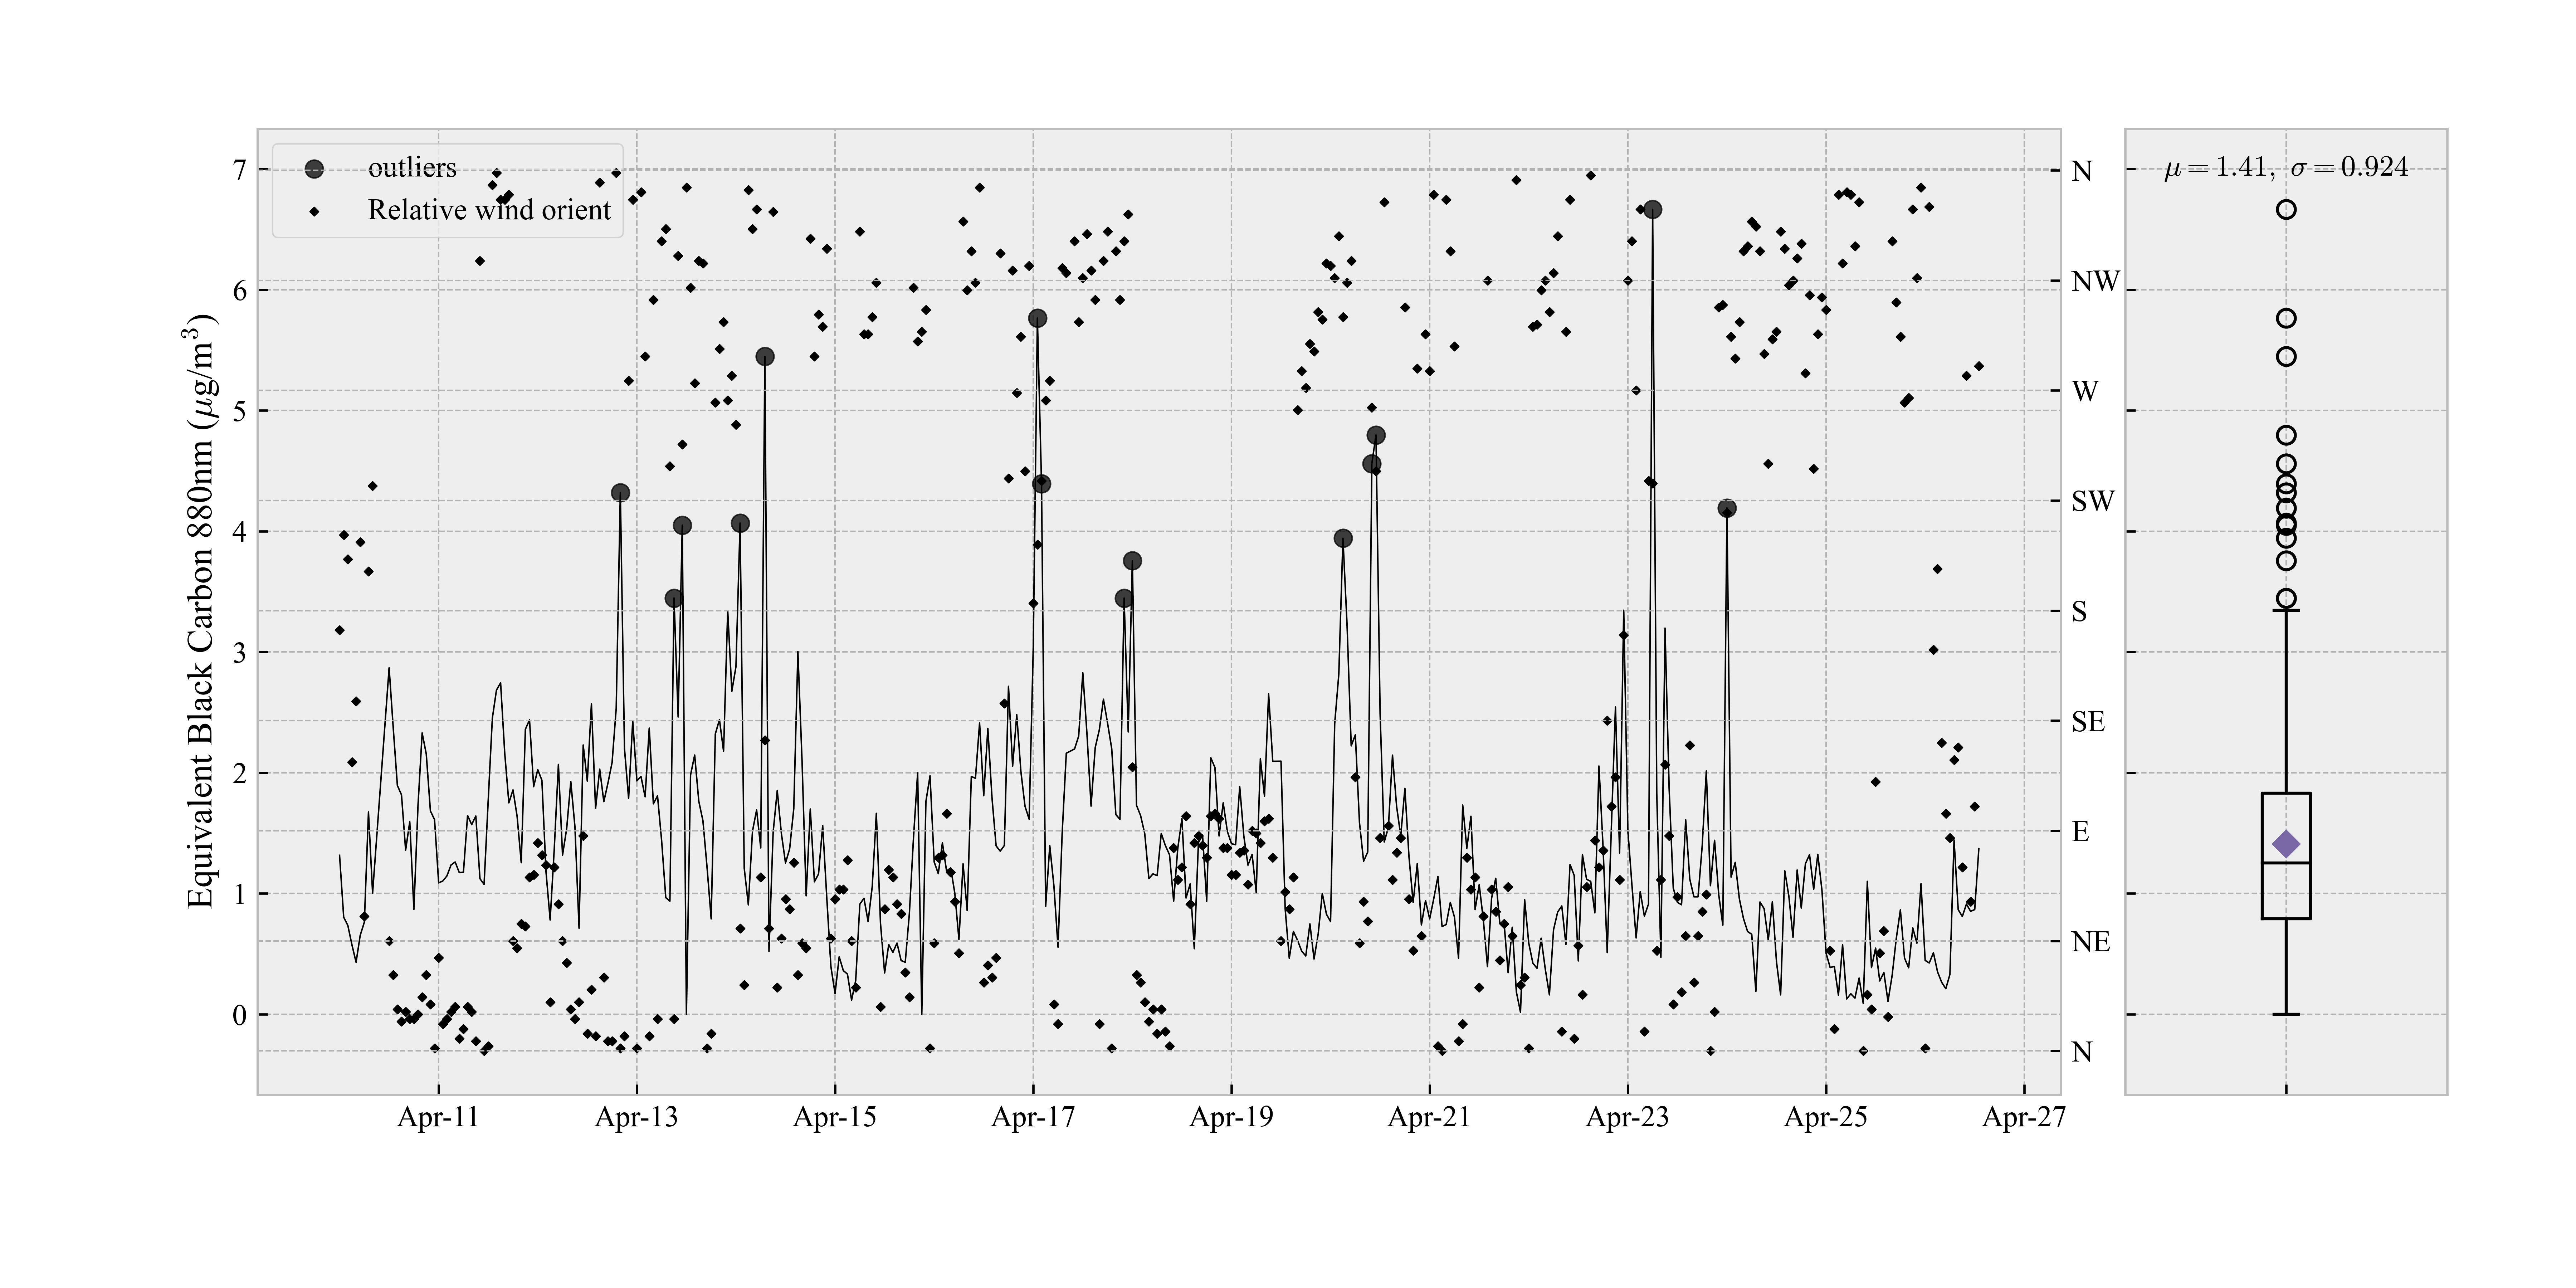 outliers
Relative wind orient
Equivalent Black Carbon 880nm (μg/m³)
7
6
5
4
3
2
1
0
N
NW
W
SW
S
SE
E
NE
N
Apr-11 Apr-13 Apr-15 Apr-17 Apr-19 Apr-21 Apr-23 Apr-25 Apr-27
μ = 1.41, σ = 0.924